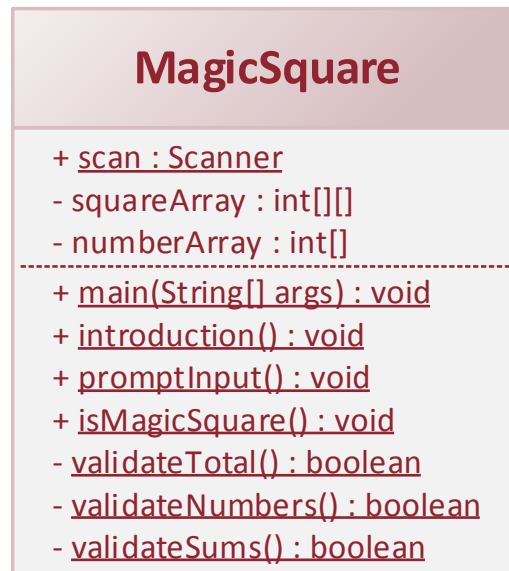 MagicSquare
+ scan : Scanner
- squareArray : int[][]
- numberArray : int[]
+ main(String[] args) : void
+ introduction() : void
+ promptInput() : void
+ isMagicSquare() : void
- validateTotal() : boolean
- validateNumbers() : boolean
- validateSums() : boolean